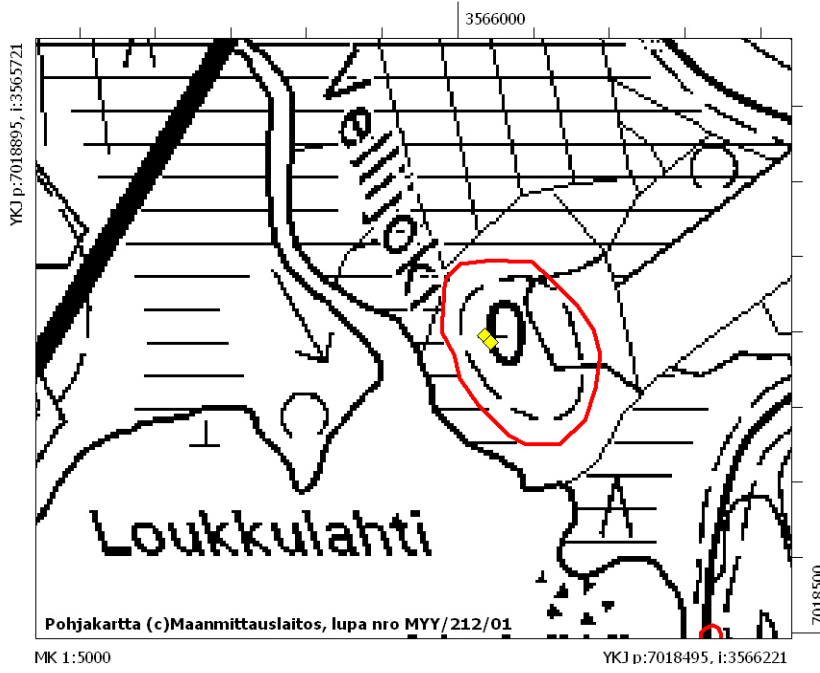 3566000
YKJ p:7018895, i:3565721
Vellijoki
Loukkulahti
Pohjakartta (c)Maanmittauslaitos, lupa nro MYY/212/01
7018500
MK 1:5000
YKJ p:7018495, i:3566221